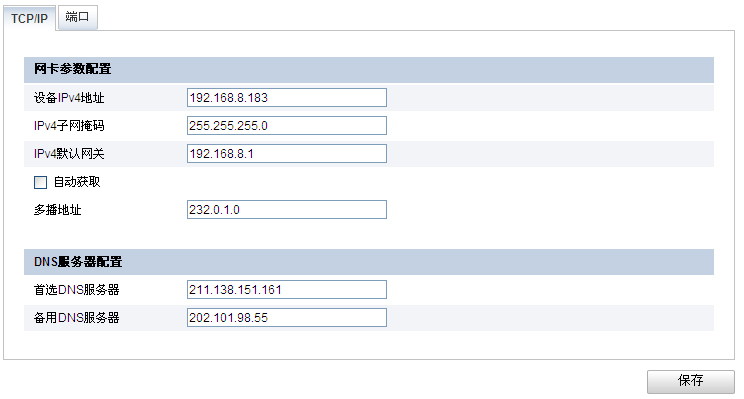 TCP/IP 端口
网卡参数配置
设备IPv4地址 192.168.8.183
IPv4子网掩码 255.255.255.0
IPv4默认网关 192.168.8.1
自动获取
多播地址 232.0.1.0
DNS服务器配置
首选DNS服务器 211.138.151.161
备用DNS服务器 202.101.98.55
保存